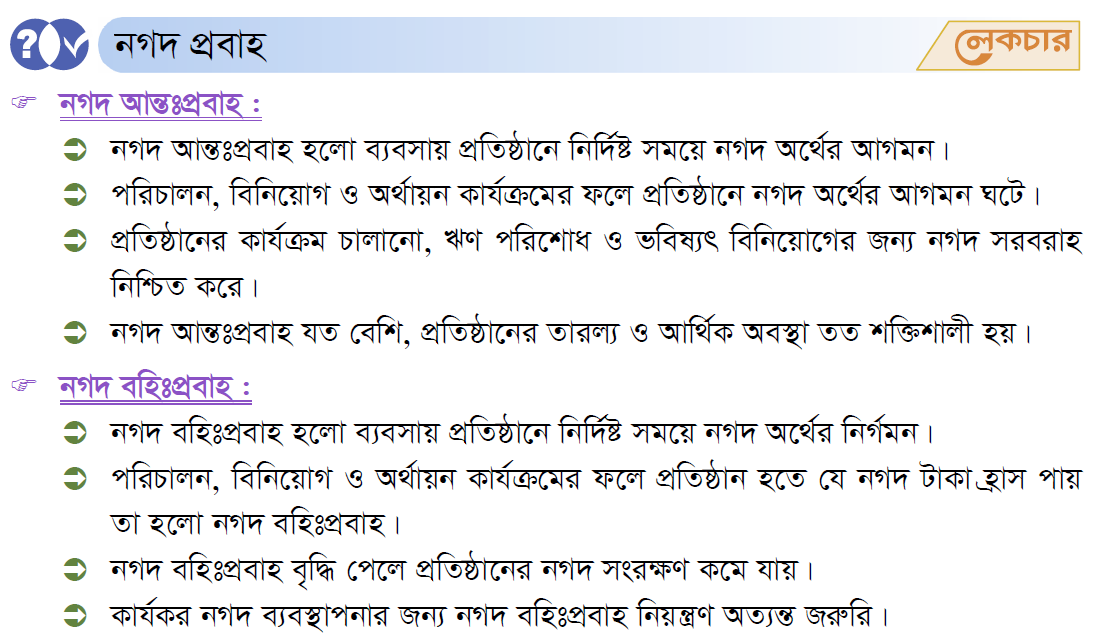 নগদ প্রবাহ
লেকচার
নগদ আন্তঃপ্রবাহ :
নগদ আন্তঃপ্রবাহ হলো ব্যবসায় প্রতিষ্ঠানে নির্দিষ্ট সময়ে নগদ অর্থের আগমন।
পরিচালন, বিনিয়োগ ও অর্থায়ন কার্যক্রমের ফলে প্রতিষ্ঠানে নগদ অর্থের আগমন ঘটে।
প্রতিষ্ঠানের কার্যক্রম চালানো, ঋণ পরিশোধ ও ভবিষ্যৎ বিনিয়োগের জন্য নগদ সরবরাহ
নিশ্চিত করে।
নগদ আন্তঃপ্রবাহ যত বেশি, প্রতিষ্ঠানের তারল্য ও আর্থিক অবস্থা তত শক্তিশালী হয়।
নগদ বহিঃপ্রবাহ :
নগদ বহিঃপ্রবাহ হলো ব্যবসায় প্রতিষ্ঠানে নির্দিষ্ট সময়ে নগদ অর্থের নির্গমন।
পরিচালন, বিনিয়োগ ও অর্থায়ন কার্যক্রমের ফলে প্রতিষ্ঠান হতে যে নগদ টাকা হ্রাস পায়
তা হলো নগদ বহিঃপ্রবাহ।
নগদ বহিঃপ্রবাহ বৃদ্ধি পেলে প্রতিষ্ঠানের নগদ সংরক্ষণ কমে যায়।
কার্যকর নগদ ব্যবস্থাপনার জন্য নগদ বহিঃপ্রবাহ নিয়ন্ত্রণ অত্যন্ত জরুরি।